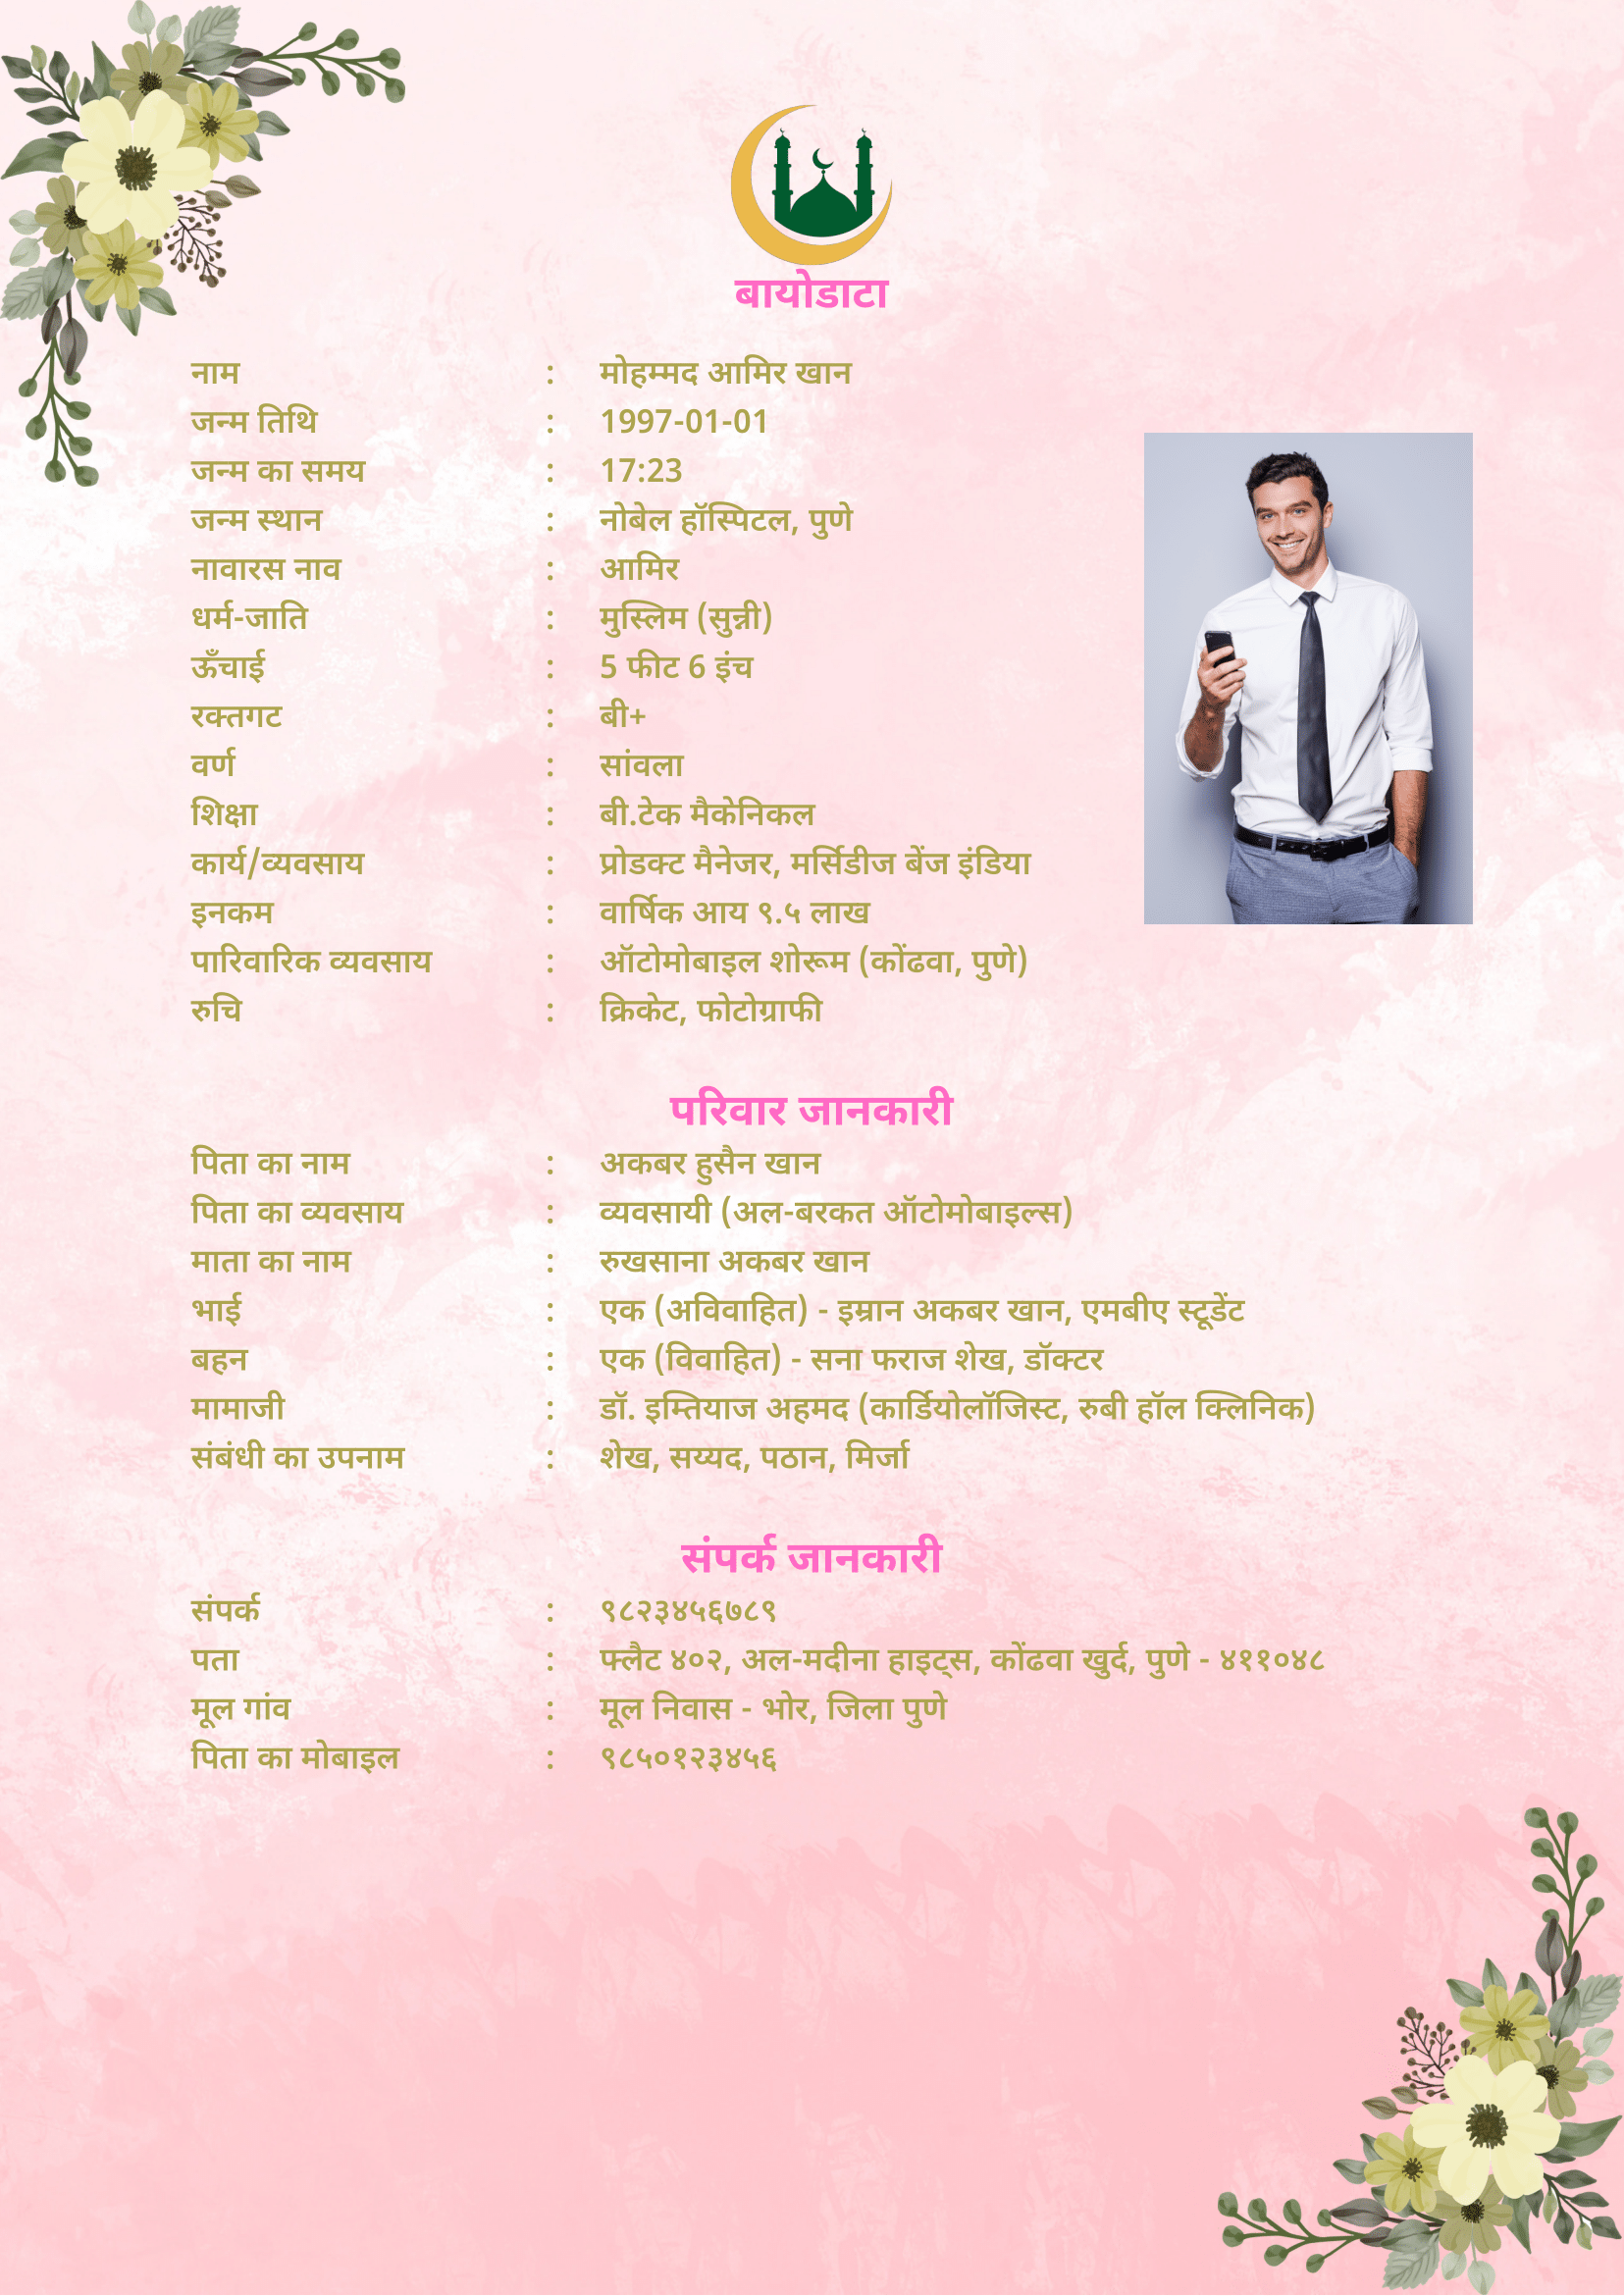 बायोडाटा
नाम : मोहम्मद आमिर खान
जन्म तिथि : 1997-01-01
जन्म का समय : 17:23
जन्म स्थान : नोबेल हॉस्पिटल, पुणे
नावारस नाव : आमिर
धर्म-जाति : मुस्लिम (सुन्नी)
ऊँचाई : 5 फीट 6 इंच
रक्तगट : बी+
वर्ण : सांवला
शिक्षा : बी.टेक मैकेनिकल
कार्य/व्यवसाय : प्रोडक्ट मैनेजर, मर्सिडीज बेंज इंडिया
इनकम : वार्षिक आय ९.५ लाख
पारिवारिक व्यवसाय : ऑटोमोबाइल शोरूम (कोंढवा, पुणे)
रुचि : क्रिकेट, फोटोग्राफी
परिवार जानकारी
पिता का नाम : अकबर हुसैन खान
पिता का व्यवसाय : व्यवसायी (अल-बरकत ऑटोमोबाइल्स)
माता का नाम : रुखसाना अकबर खान
भाई : एक (अविवाहित) - इम्रान अकबर खान, एमबीए स्टूडेंट
बहन : एक (विवाहित) - सना फराज शेख, डॉक्टर
मामाजी : डॉ. इम्तियाज अहमद (कार्डियोलॉजिस्ट, रुबी हॉल क्लिनिक)
संबंधी का उपनाम : शेख, सय्यद, पठान, मिर्जा
संपर्क जानकारी
संपर्क : ९८२३४५६७८९
पता : फ्लैट ४०२, अल-मदीना हाइट्स, कोंढवा खुर्द, पुणे - ४११०४८
मूल गांव : मूल निवास - भोर, जिला पुणे
पिता का मोबाइल : ९८५०१२३४५६